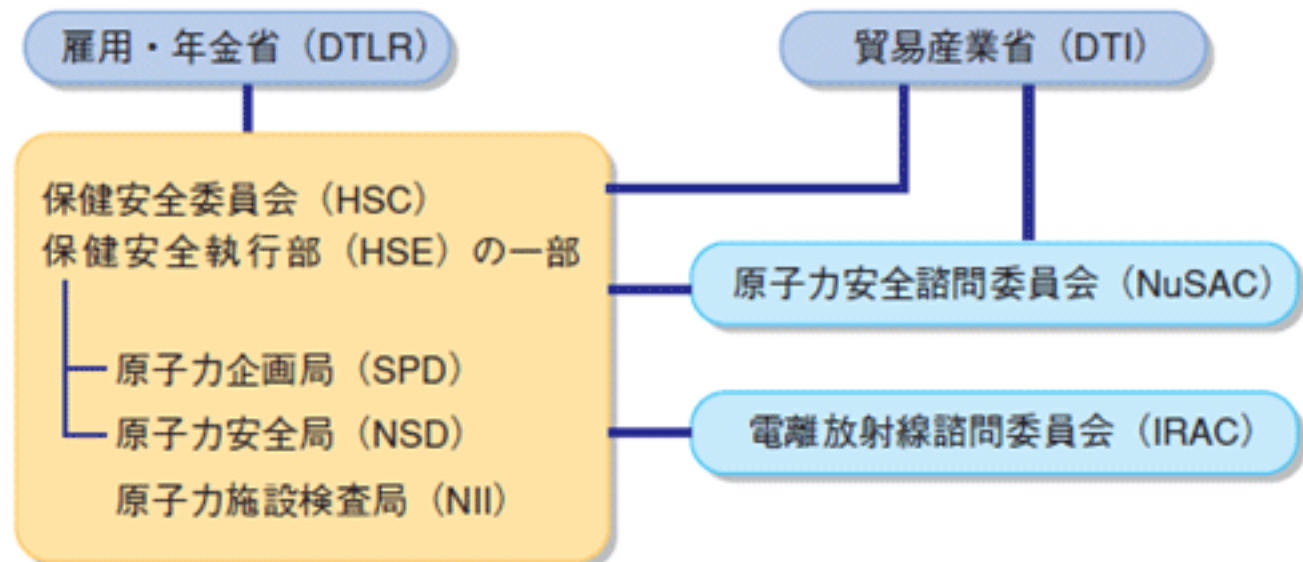 雇用・年金省（DTLR）
貿易産業省（DTI）
保健安全委員会（HSC）
保健安全執行部（HSE）の一部
原子力安全諮問委員会（NuSAC）
原子力企画局（SPD）
原子力安全局（NSD）
電離放射線諮問委員会（IRAC）
原子力施設検査局（NII）